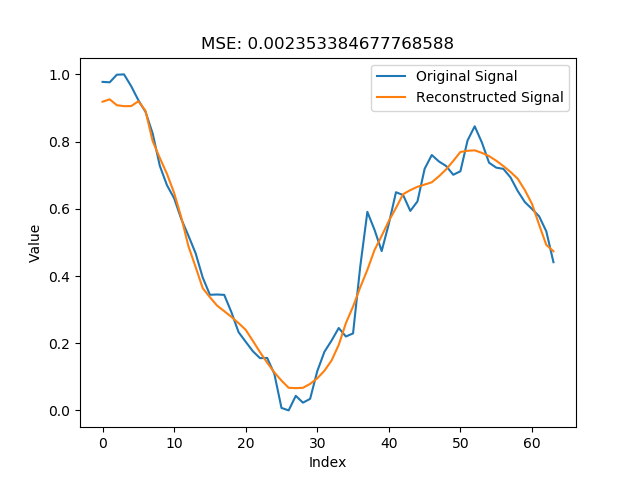 MSE: 0.002353384677768588
Original Signal
Reconstructed Signal
1.0
0.8
0.6
0.4
0.2
0.0
Value
0 10 20 30 40 50 60
Index